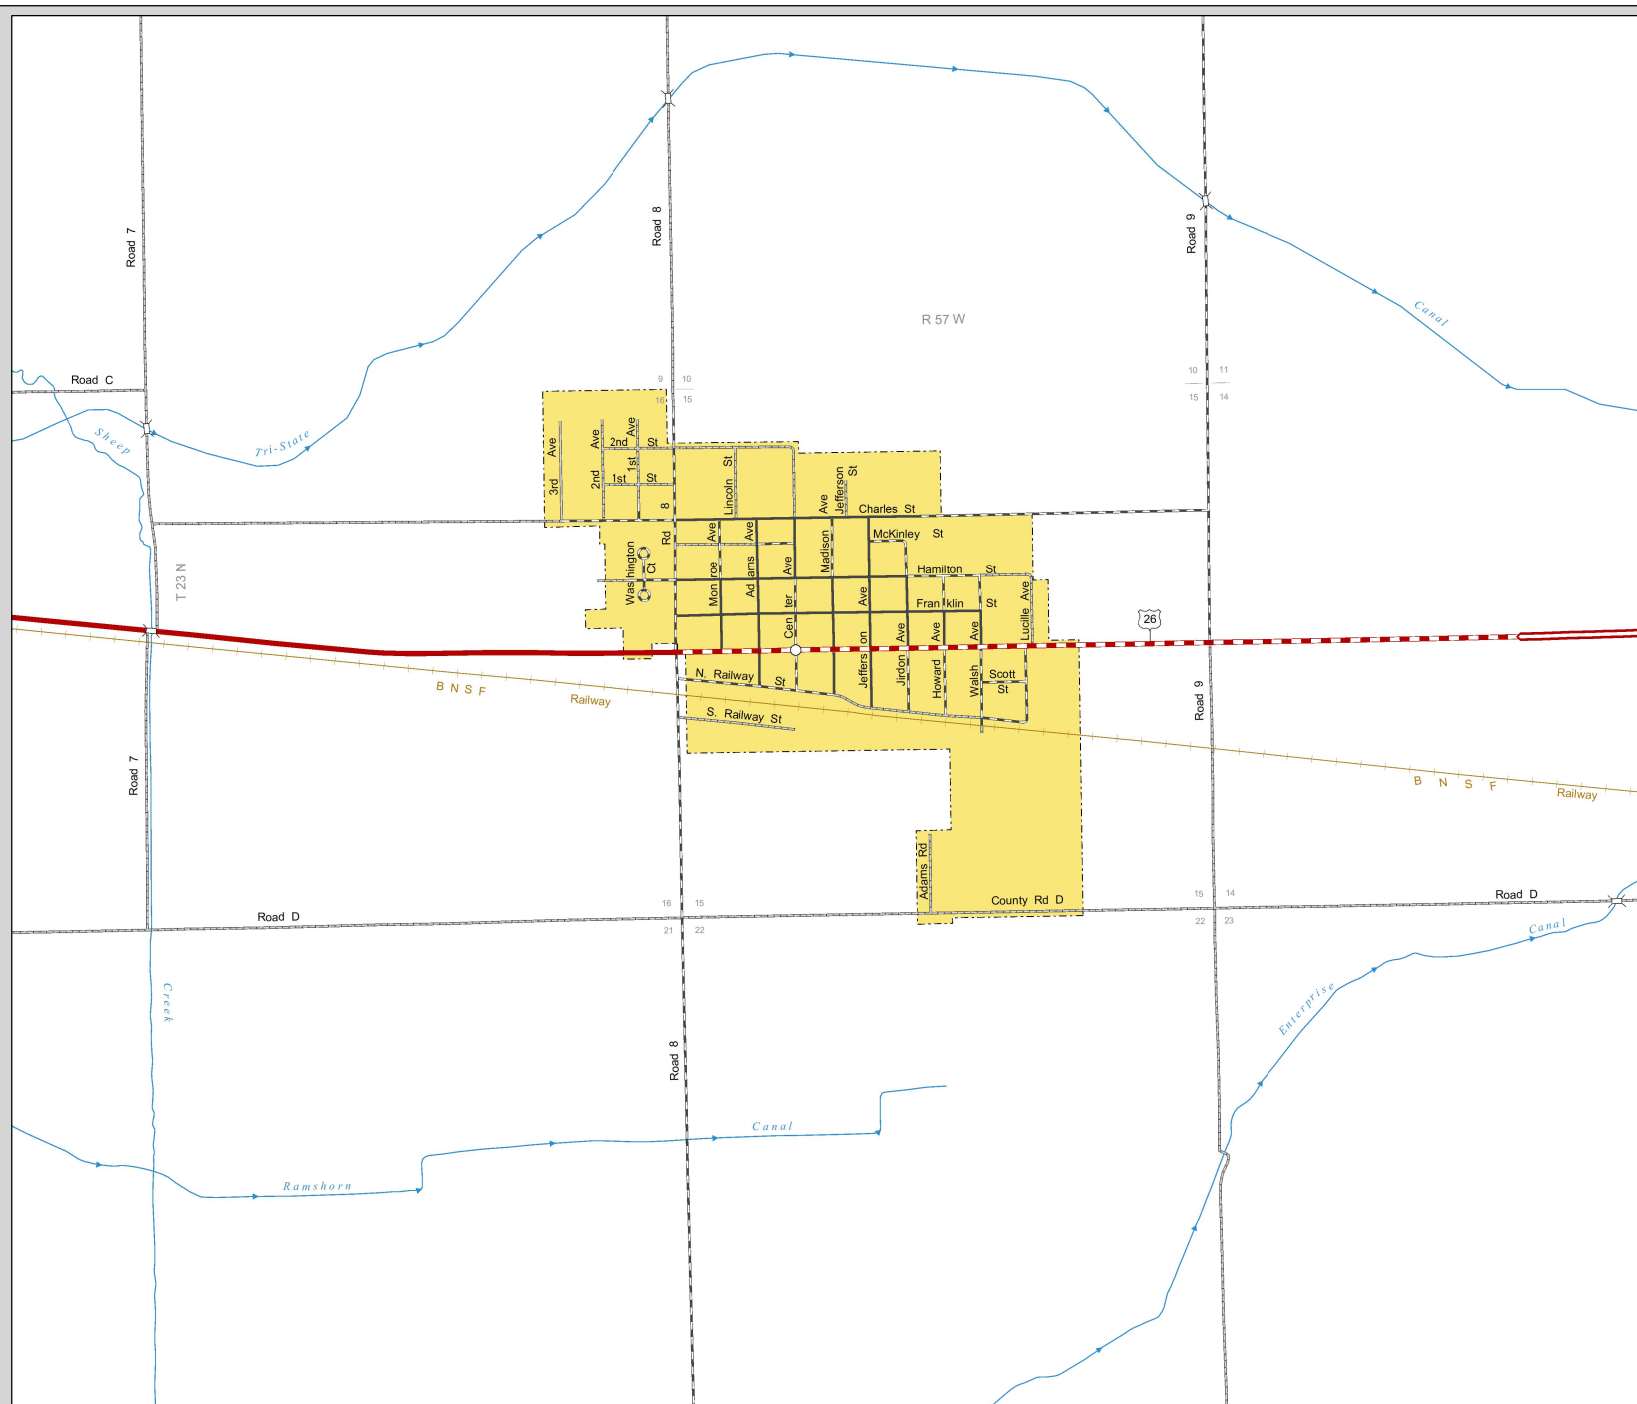 Road 7
Road 8
Road 9
R 57 W
Canal
Road C
9 10
16 15
10 11
15 14
Sheep
Tri-State
3rd Ave
2nd Ave
1st Ave
2nd St
1st St
Lincoln St
Jefferson St
Charles St
Rd 8
Washington Ct
Monroe Ave
Adams Ave
Center Ave
Madison Ave
McKinley St
Hamilton St
Franklin St
Jefferson Ave
Jirdon Ave
Howard Ave
Walsh Ave
Lucille Ave
T 23 N
26
B N S F Railway
N. Railway St
S. Railway St
Scott St
Road 9
Road 7
B N S F Railway
Adams Rd
County Rd D
16 15
21 22
15 14
22 23
Road D
Road D
Canal
Creek
Enterprise
Road 8
Canal
Ramshorn